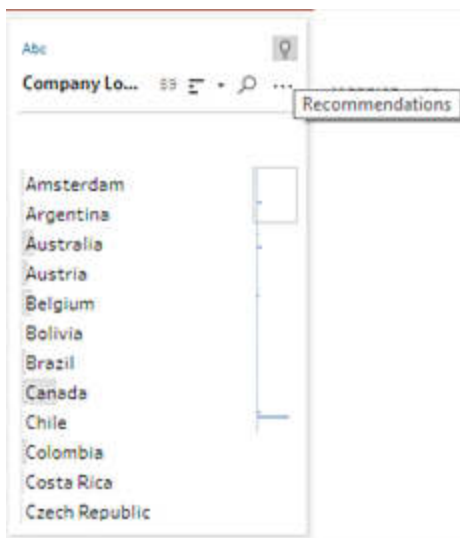 Abc
Company Lo... 
Recommendations
Amsterdam
Argentina
Australia
Austria
Belgium
Bolivia
Brazil
Canada
Chile
Colombia
Costa Rica
Czech Republic